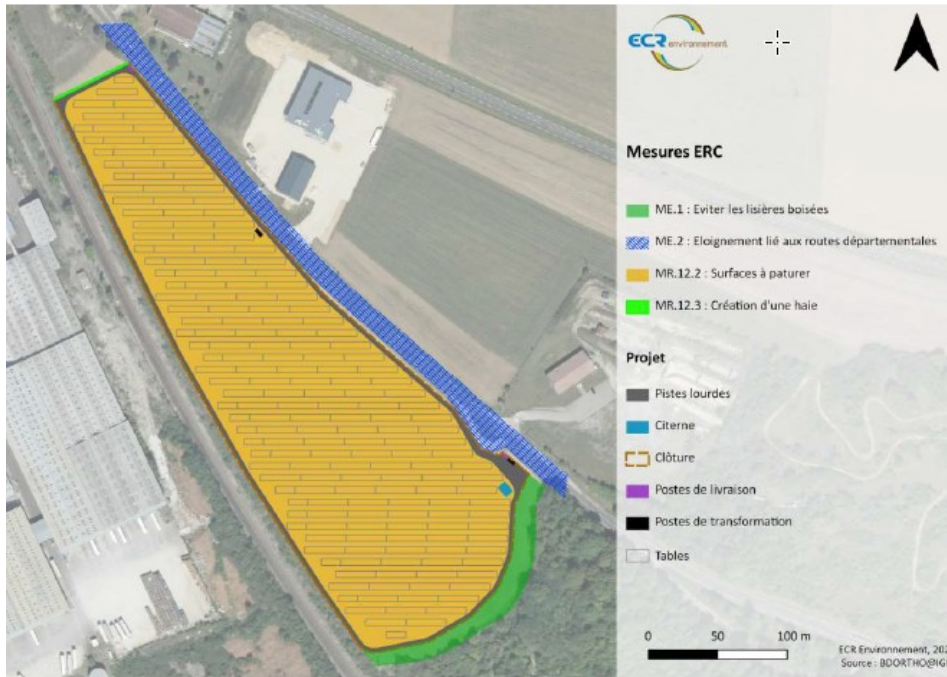 ECR environnement
Mesures ERC
ME.1 : Eviter les lisières boisées
ME.2 : Eloignement lié aux routes départementales
MR.12.2 : Surfaces à paturer
MR.12.3 : Création d'une haie
Projet
Pistes lourdes
Citerne
Clôture
Postes de livraison
Postes de transformation
Tables
0 50 100 m
ECR Environnement, 202
Source : BDORTHO@IG